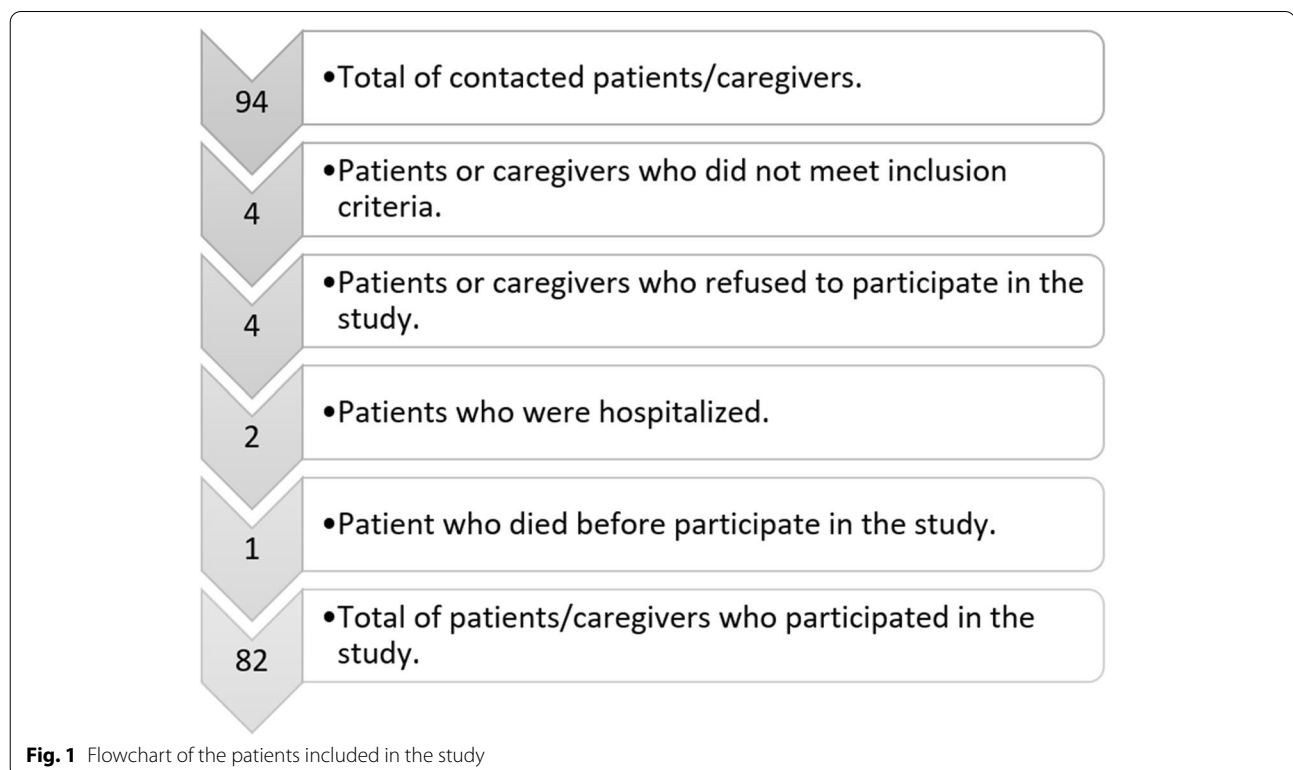 94
•Total of contacted patients/caregivers.
4
•Patients or caregivers who did not meet inclusion
criteria.
4
•Patients or caregivers who refused to participate in the
study.
2
•Patients who were hospitalized.
1
•Patient who died before participate in the study.
82
•Total of patients/caregivers who participated in the
study.
Fig. 1 Flowchart of the patients included in the study